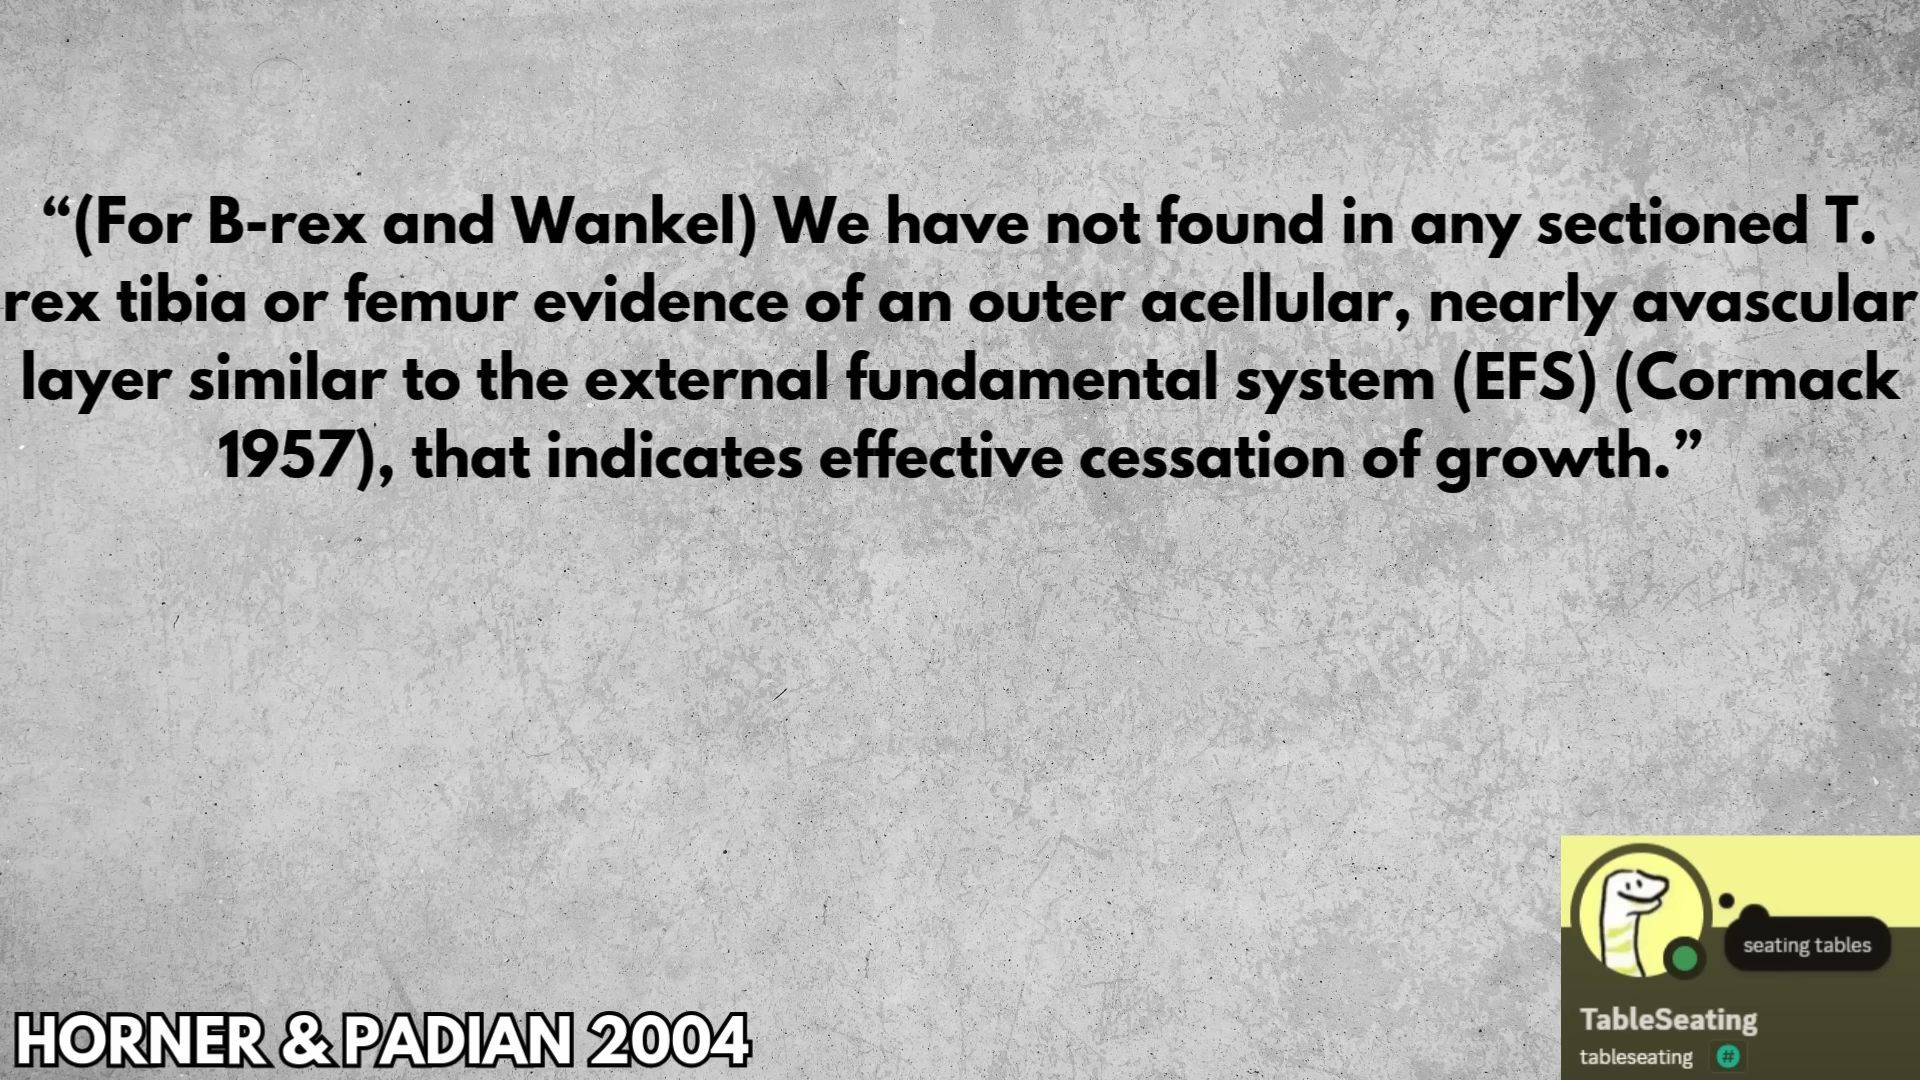 “(For B-rex and Wankel) We have not found in any sectioned T.
rex tibia or femur evidence of an outer acellular, nearly avascular
layer similar to the external fundamental system (EFS) (Cormack
1957), that indicates effective cessation of growth.”
seating tables
TableSeating
tableseating #
HORNER & PADIAN 2004